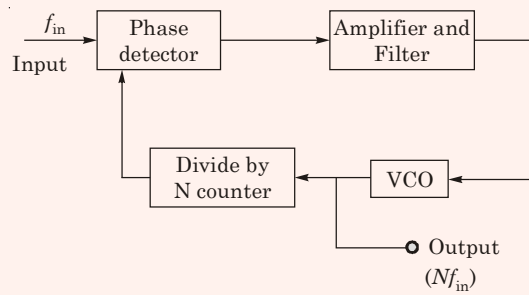 f_in
Input
Phase
detector
Amplifier and
Filter
Divide by
N counter
VCO
Output
(Nf_in)